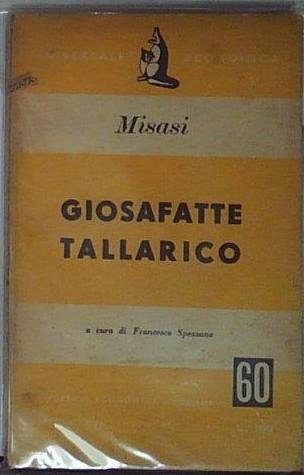 UNIVERSALE ECONOMICA
Misasi
GIOSAFATTE
TALLARICO
a cura di Francesco Spezzano
60